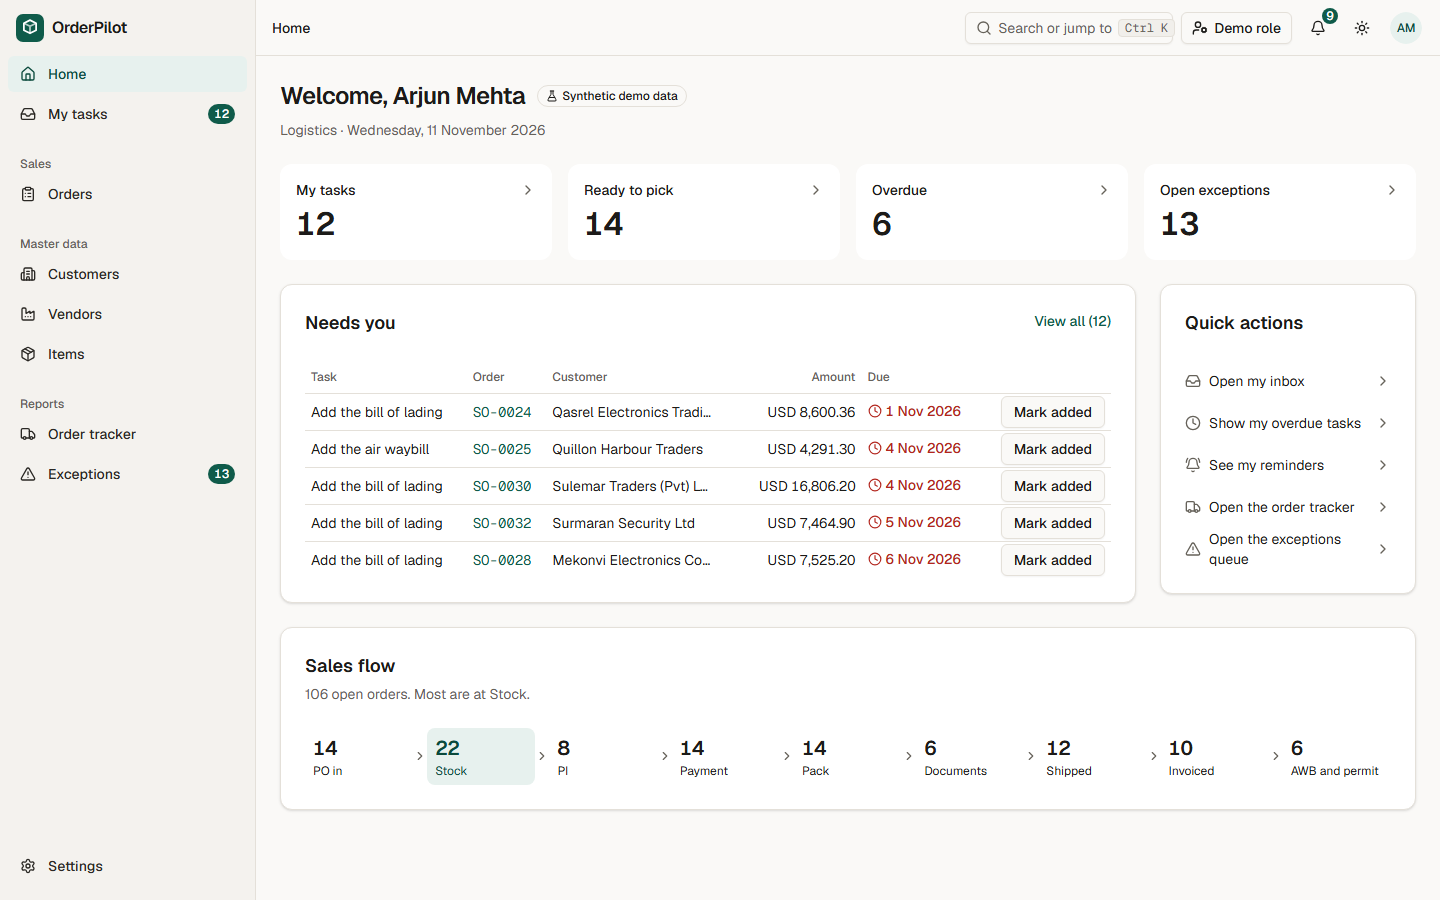 OrderPilot
Home
My tasks 12
Sales
Orders
Master data
Customers
Vendors
Items
Reports
Order tracker
Exceptions 13
Settings
Home
Search or jump to Ctrl K
Demo role
9
AM
Welcome, Arjun Mehta
Synthetic demo data
Logistics · Wednesday, 11 November 2026
My tasks
12
Ready to pick
14
Overdue
6
Open exceptions
13
Needs you
View all (12)
Task Order Customer Amount Due
Add the bill of lading SO-0024 Qasrel Electronics Tradi... USD 8,600.36 1 Nov 2026 Mark added
Add the air waybill SO-0025 Quillon Harbour Traders USD 4,291.30 4 Nov 2026 Mark added
Add the bill of lading SO-0030 Sulemar Traders (Pvt) L... USD 16,806.20 4 Nov 2026 Mark added
Add the bill of lading SO-0032 Surmaran Security Ltd USD 7,464.90 5 Nov 2026 Mark added
Add the bill of lading SO-0028 Mekonvi Electronics Co... USD 7,525.20 6 Nov 2026 Mark added
Quick actions
Open my inbox
Show my overdue tasks
See my reminders
Open the order tracker
Open the exceptions
queue
Sales flow
106 open orders. Most are at Stock.
14
PO in
22
Stock
8
PI
14
Payment
14
Pack
6
Documents
12
Shipped
10
Invoiced
6
AWB and permit